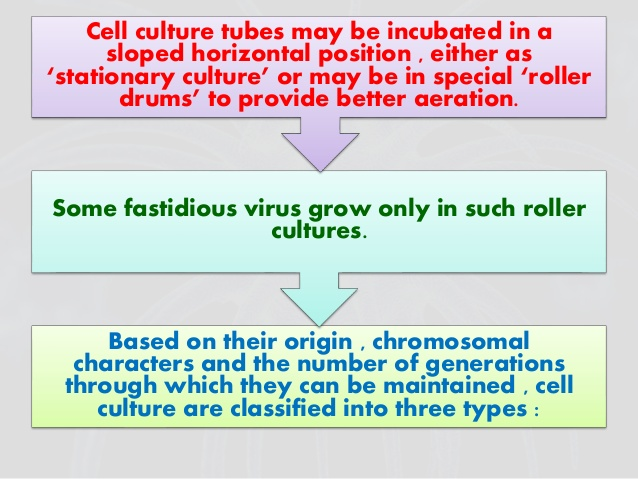 Cell culture tubes may be incubated in a
sloped horizontal position , either as
‘stationary culture’ or may be in special ‘roller
drums’ to provide better aeration.
Some fastidious virus grow only in such roller
cultures.
Based on their origin , chromosomal
characters and the number of generations
through which they can be maintained , cell
culture are classified into three types :